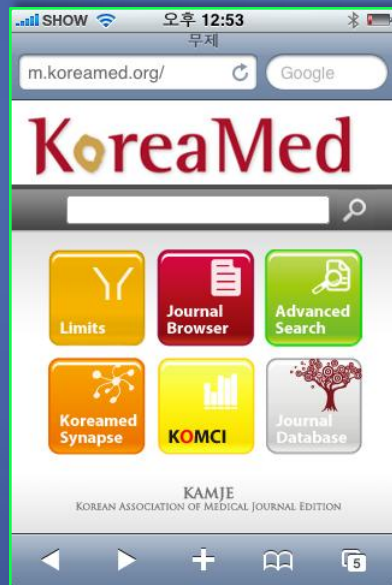 SHOW 오후 12:53
무제
m.koreamed.org/ Google
KoreaMed
Limits
Journal
Browser
Advanced
Search
Koreamed
Synapse
KOMCI
Journal
Database
KAMJE
KOREAN ASSOCIATION OF MEDICAL JOURNAL EDITION
5